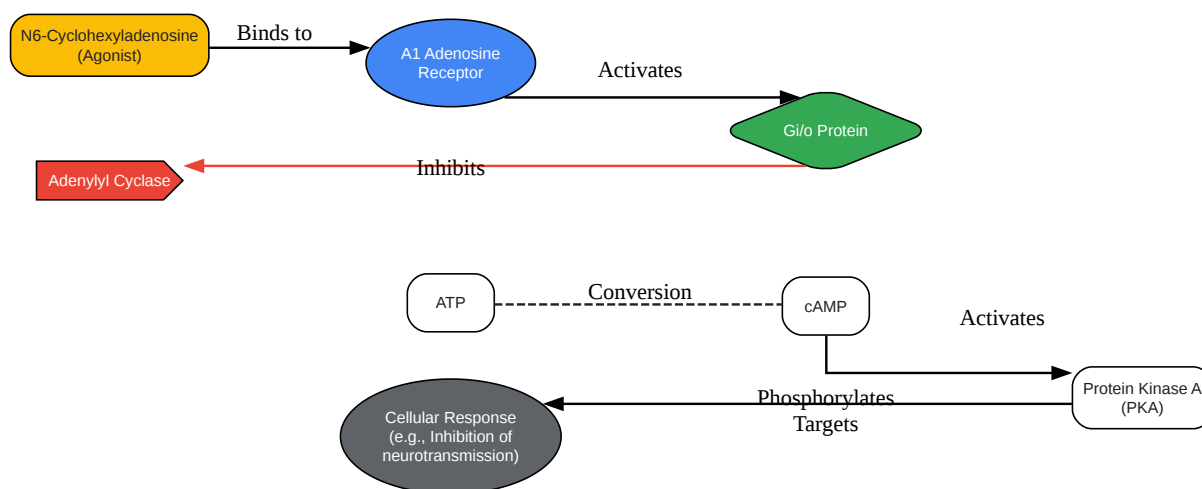 N6-Cyclohexyladenosine
(Agonist)
Binds to
A1 Adenosine
Receptor
Activates
Gi/o Protein
Inhibits
Adenylyl Cyclase
ATP
Conversion
cAMP
Activates
Protein Kinase A
(PKA)
Phosphorylates
Targets
Cellular Response
(e.g., Inhibition of
neurotransmission)